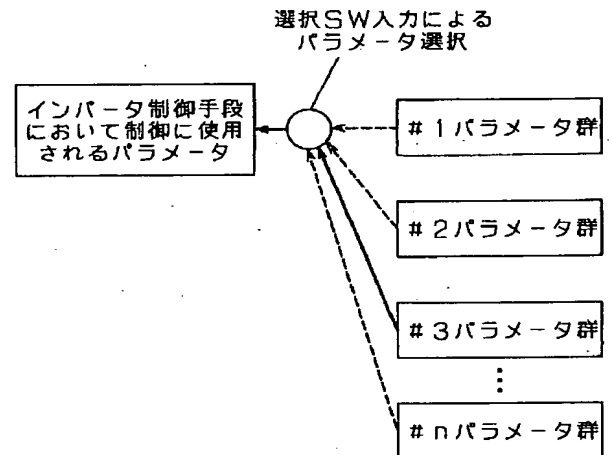 選択SW入力による
パラメータ選択
インバータ制御手段
において制御に使用
されるパラメータ
#1パラメータ群
#2パラメータ群
#3パラメータ群
⋮
#nパラメータ群